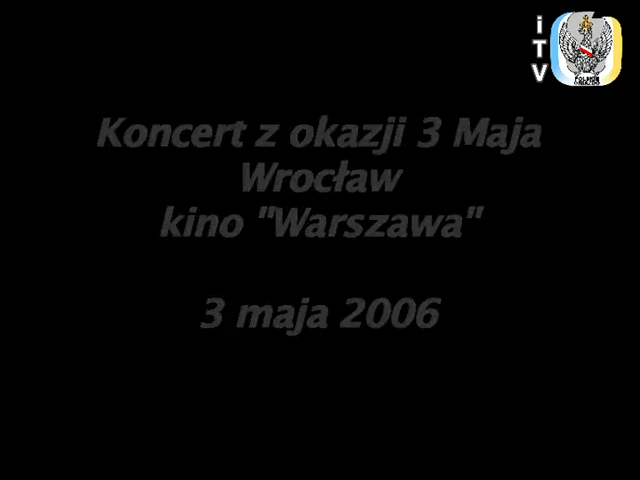 iTV
Koncert z okazji 3 Maja
Wrocław
kino "Warszawa"
3 maja 2006